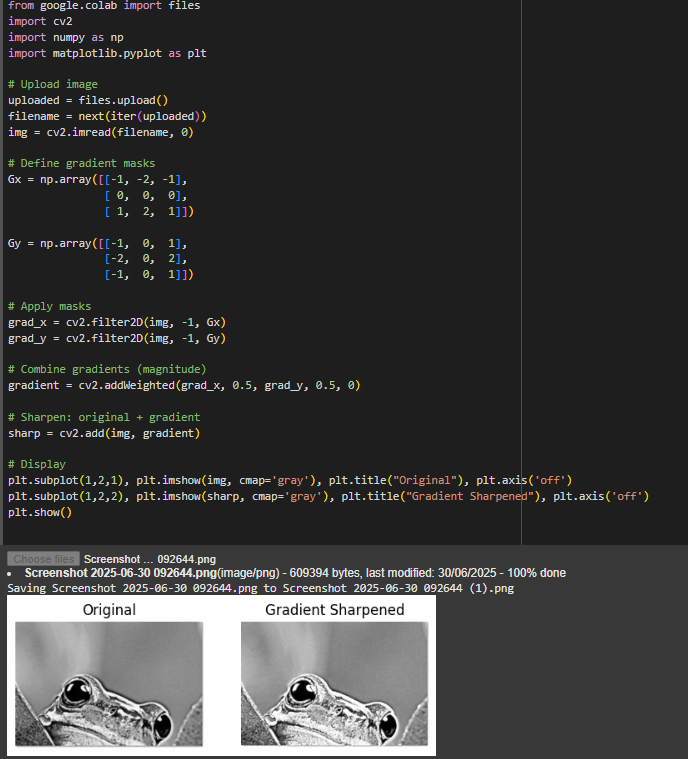 from google.colab import files
import cv2
import numpy as np
import matplotlib.pyplot as plt

# Upload image
uploaded = files.upload()
filename = next(iter(uploaded))
img = cv2.imread(filename, 0)

# Define gradient masks
Gx = np.array([[-1, -2, -1],
               [ 0,  0,  0],
               [ 1,  2,  1]])

Gy = np.array([[-1,  0,  1],
               [-2,  0,  2],
               [-1,  0,  1]])

# Apply masks
grad_x = cv2.filter2D(img, -1, Gx)
grad_y = cv2.filter2D(img, -1, Gy)

# Combine gradients (magnitude)
gradient = cv2.addWeighted(grad_x, 0.5, grad_y, 0.5, 0)

# Sharpen: original + gradient
sharp = cv2.add(img, gradient)

# Display
plt.subplot(1,2,1), plt.imshow(img, cmap='gray'), plt.title("Original"), plt.axis('off')
plt.subplot(1,2,2), plt.imshow(sharp, cmap='gray'), plt.title("Gradient Sharpened"), plt.axis('off')
plt.show()
Choose files Screenshot ... 092644.png
• Screenshot 2025-06-30 092644.png(image/png) - 609394 bytes, last modified: 30/06/2025 - 100% done
Saving Screenshot 2025-06-30 092644.png to Screenshot 2025-06-30 092644 (1).png
Original Gradient Sharpened